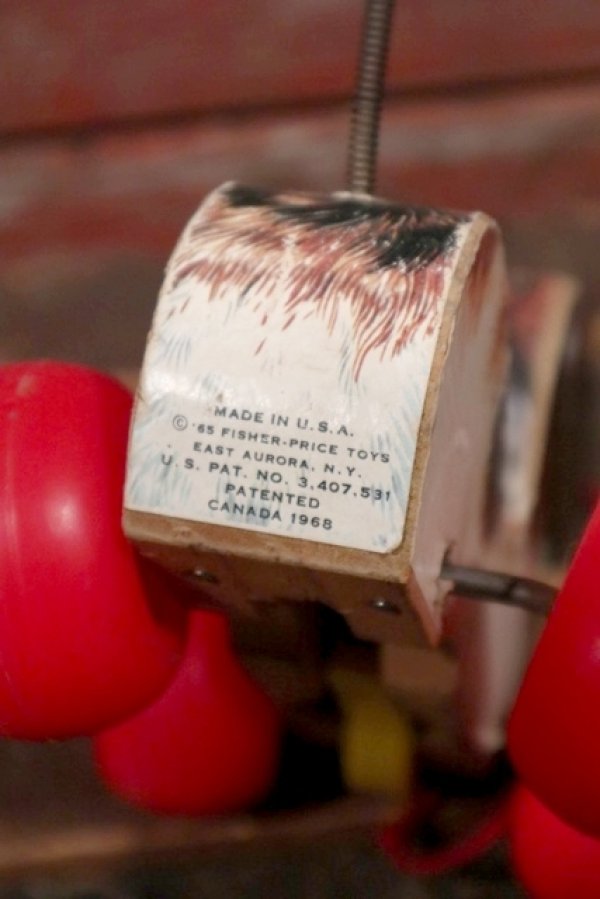 MADE IN U.S.A.
© '65 FISHER-PRICE TOYS
EAST AURORA, N.Y.
U.S. PAT. NO. 3,407,531
PATENTED
CANADA 1968